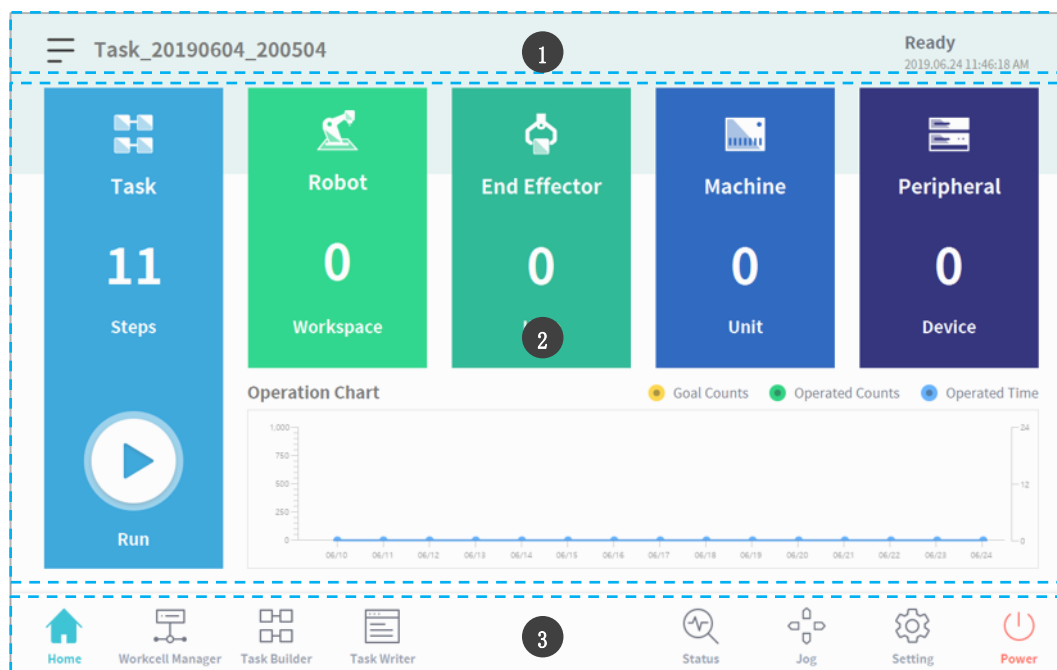 Task_20190604_200504
1
Ready
2019.06.24 11:46:18 AM
Task
Robot
End Effector
Machine
Peripheral
11
0
0
0
0
Steps
Workspace
Unit
Device
2
Operation Chart
Goal Counts
Operated Counts
Operated Time
1,000
750
500
250
0
24
12
0
06/10 06/11 06/12 06/13 06/14 06/15 06/16 06/17 06/18 06/19 06/20 06/21 06/22 06/23 06/24
Run
3
Home
Workcell Manager
Task Builder
Task Writer
Status
Jog
Setting
Power